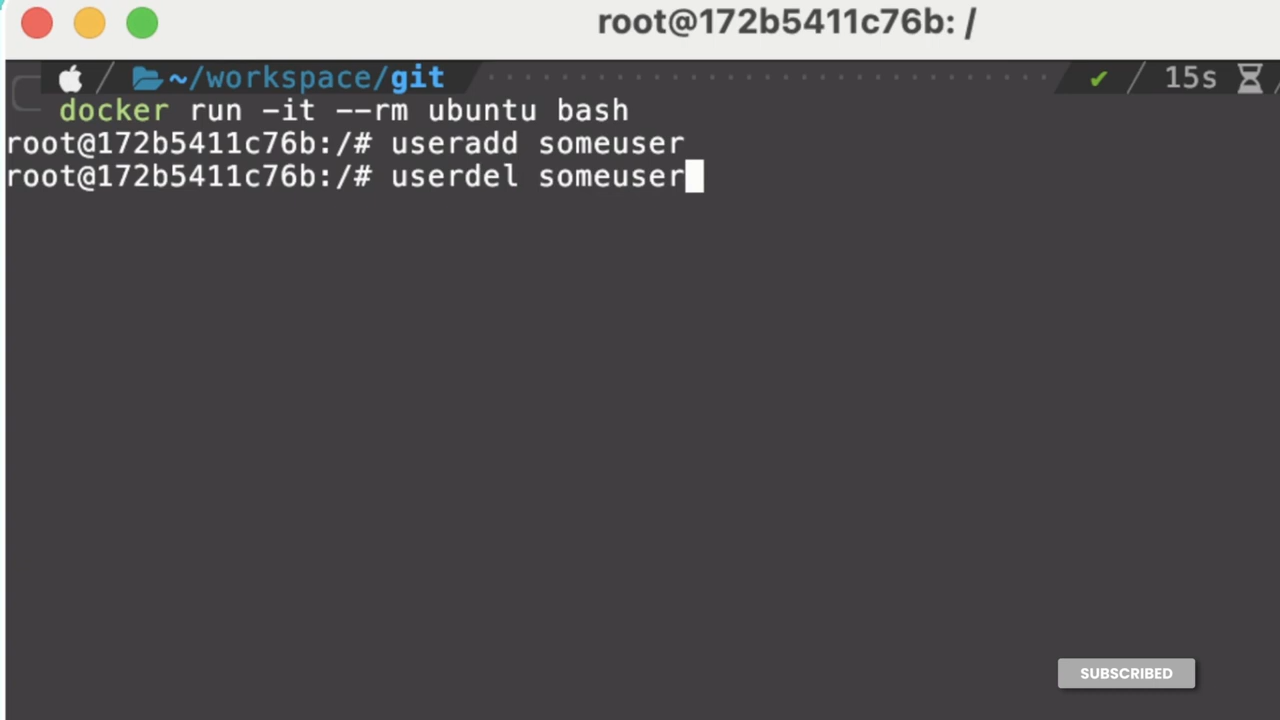 root@172b5411c76b: /
~/workspace/git ✔ 15s
docker run -it --rm ubuntu bash
root@172b5411c76b:/# useradd someuser
root@172b5411c76b:/# userdel someuser
SUBSCRIBED